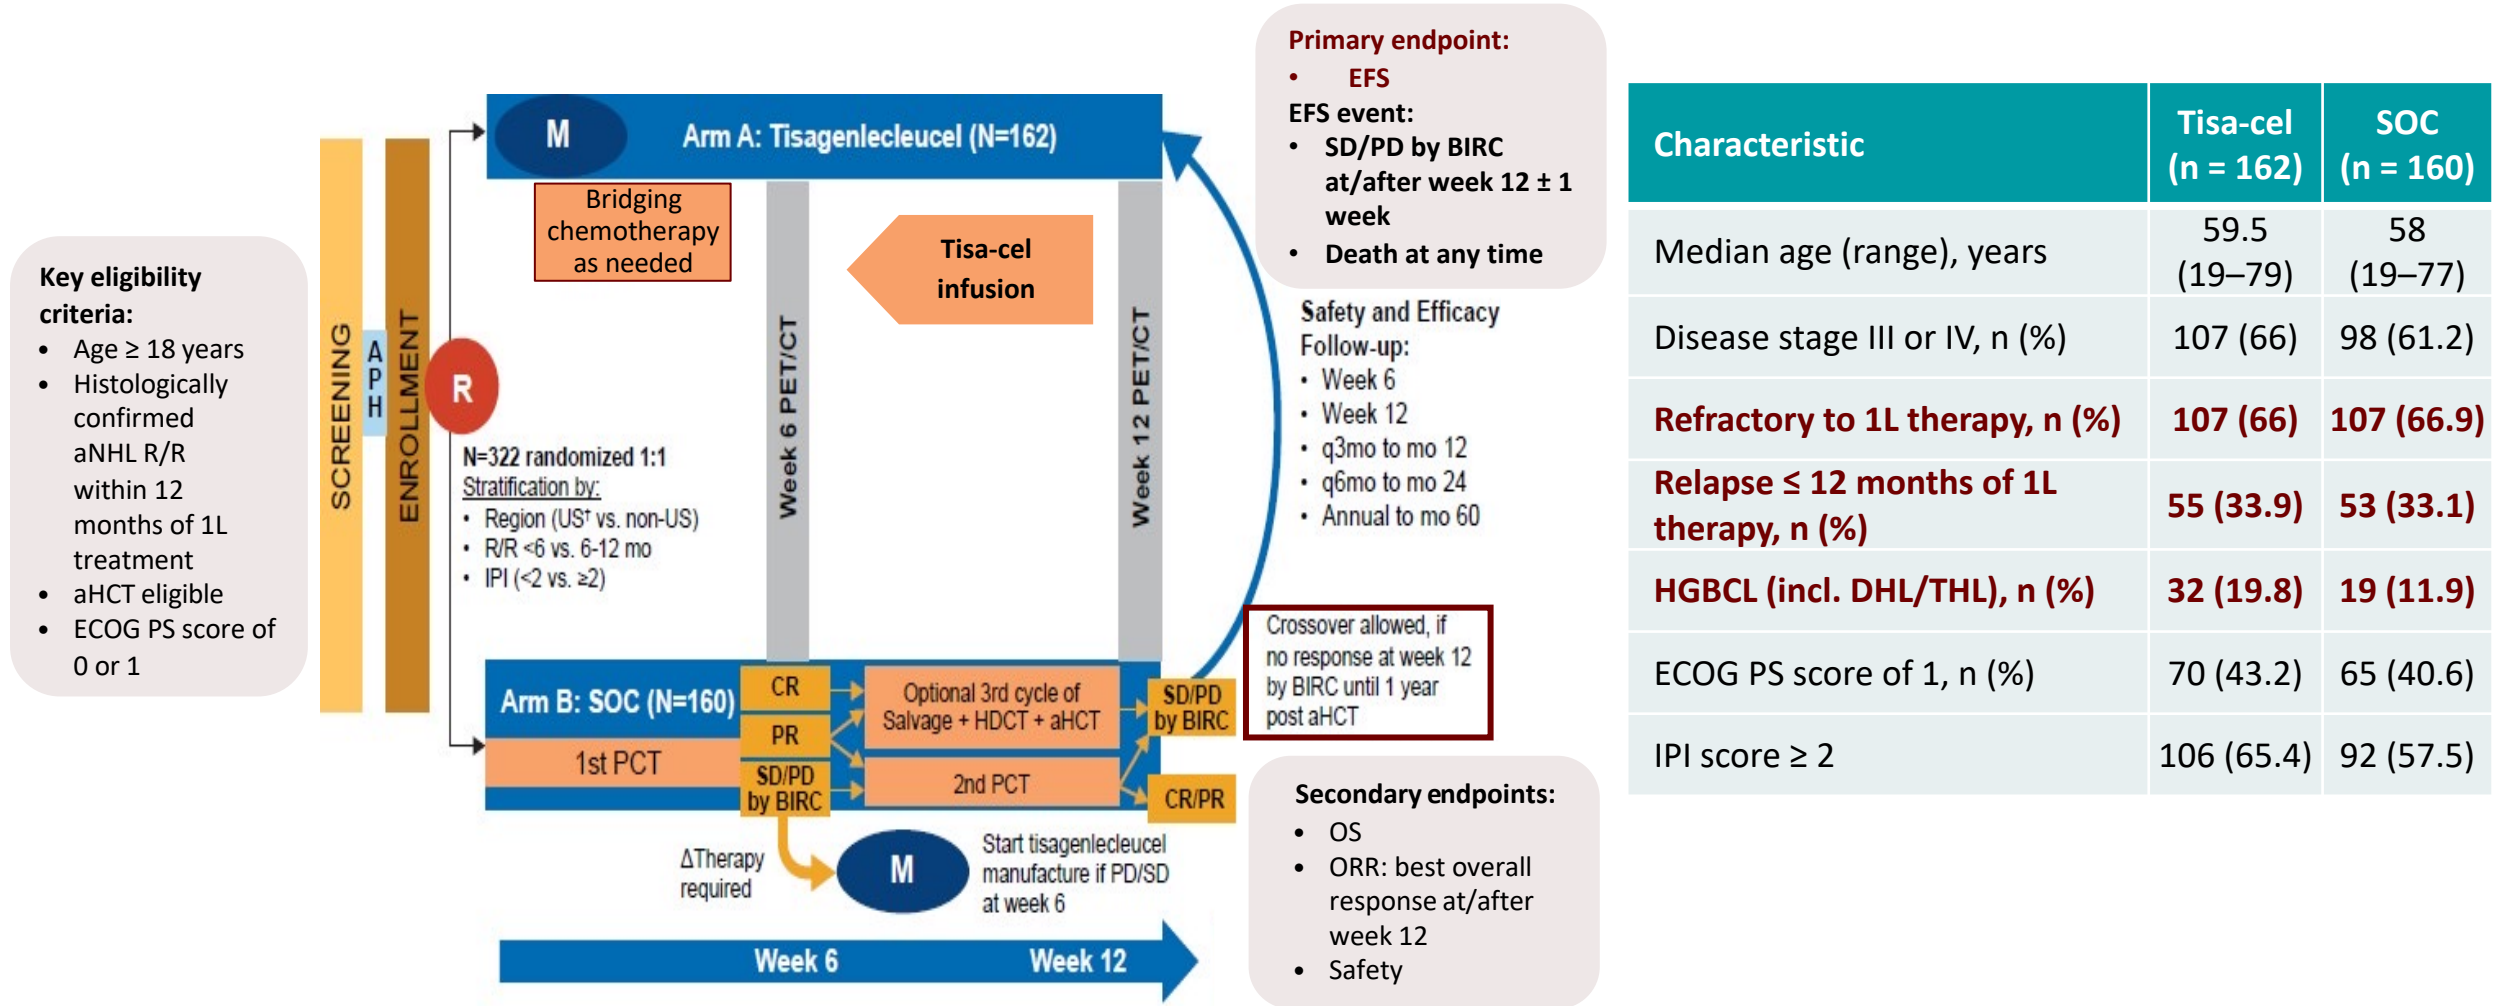 Key eligibility
criteria:
• Age ≥ 18 years
• Histologically
confirmed
aNHL R/R
within 12
months of 1L
treatment
• aHCT eligible
• ECOG PS score of
0 or 1
SCREENING
APH
ENROLLMENT
R
N=322 randomized 1:1
Stratification by:
• Region (US† vs. non-US)
• R/R <6 vs. 6-12 mo
• IPI (<2 vs. ≥2)
M
Arm A: Tisagenlecleucel (N=162)
Bridging
chemotherapy
as needed
Week 6 PET/CT
Tisa-cel
infusion
Week 12 PET/CT
Arm B: SOC (N=160)
1st PCT
CR
PR
SD/PD
by BIRC
Optional 3rd cycle of
Salvage + HDCT + aHCT
2nd PCT
SD/PD
by BIRC
CR/PR
ΔTherapy
required
M
Start tisagenlecleucel
manufacture if PD/SD
at week 6
Week 6
Week 12
Primary endpoint:
• EFS
EFS event:
• SD/PD by BIRC
at/after week 12 ± 1
week
• Death at any time
Safety and Efficacy
Follow-up:
• Week 6
• Week 12
• q3mo to mo 12
• q6mo to mo 24
• Annual to mo 60
Crossover allowed, if
no response at week 12
by BIRC until 1 year
post aHCT
Secondary endpoints:
• OS
• ORR: best overall
response at/after
week 12
• Safety
Characteristic Tisa-cel (n = 162) SOC (n = 160)
Median age (range), years 59.5 (19–79) 58 (19–77)
Disease stage III or IV, n (%) 107 (66) 98 (61.2)
Refractory to 1L therapy, n (%) 107 (66) 107 (66.9)
Relapse ≤ 12 months of 1L therapy, n (%) 55 (33.9) 53 (33.1)
HGBCL (incl. DHL/THL), n (%) 32 (19.8) 19 (11.9)
ECOG PS score of 1, n (%) 70 (43.2) 65 (40.6)
IPI score ≥ 2 106 (65.4) 92 (57.5)